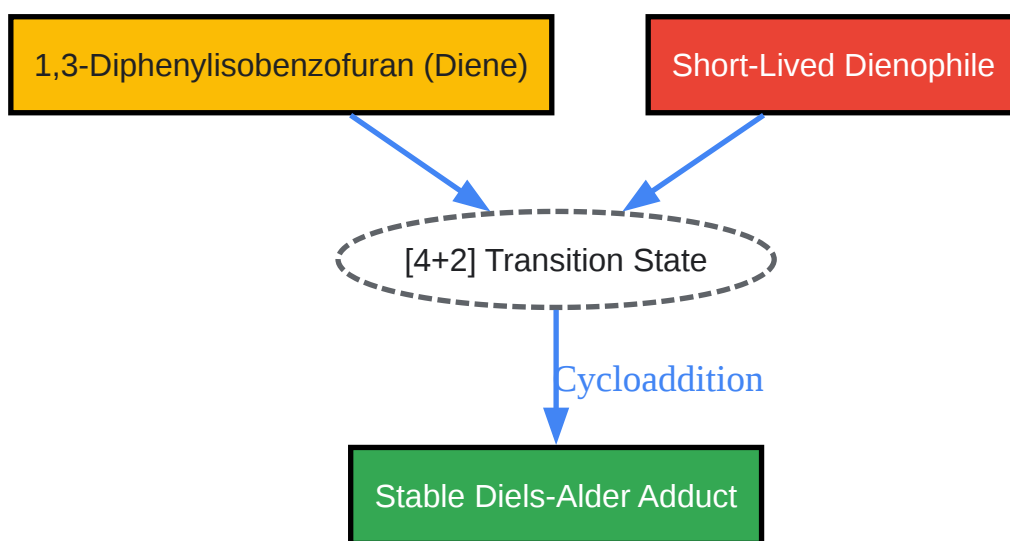 1,3-Diphenylisobenzofuran (Diene)
Short-Lived Dienophile
[4+2] Transition State
Cycloaddition
Stable Diels-Alder Adduct